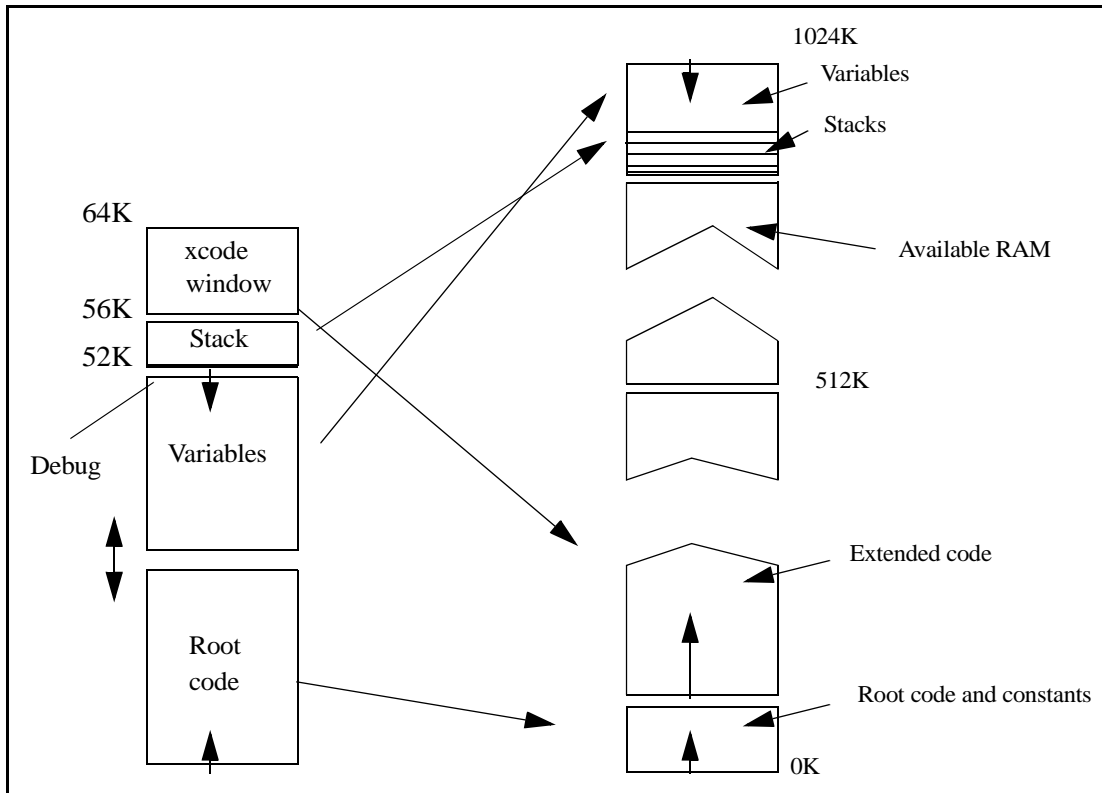 1024K
Variables
Stacks
64K
xcode
window
Available RAM
56K
Stack
52K
512K
Variables
Debug
Extended code
Root
code
Root code and constants
0K